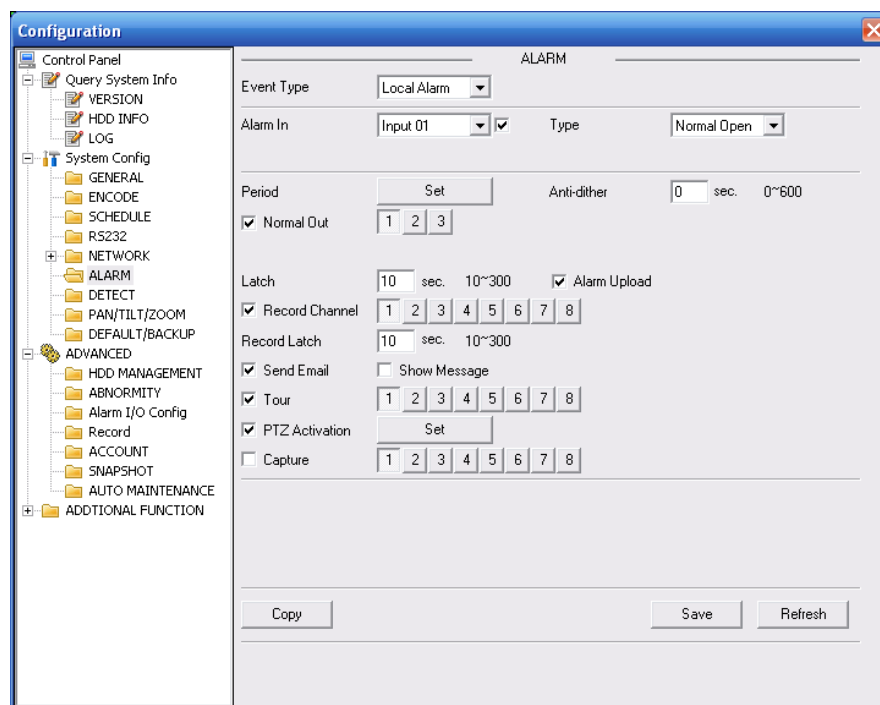 Configuration
Control Panel
Query System Info
VERSION
HDD INFO
LOG
System Config
GENERAL
ENCODE
SCHEDULE
RS232
NETWORK
ALARM
DETECT
PAN/TILT/ZOOM
DEFAULT/BACKUP
ADVANCED
HDD MANAGEMENT
ABNORMITY
Alarm I/O Config
Record
ACCOUNT
SNAPSHOT
AUTO MAINTENANCE
ADDTIONAL FUNCTION
ALARM
Event Type Local Alarm
Alarm In Input 01 Type Normal Open
Period Set Anti-dither 0 sec. 0~600
Normal Out 1 2 3
Latch 10 sec. 10~300 Alarm Upload
Record Channel 1 2 3 4 5 6 7 8
Record Latch 10 sec. 10~300
Send Email Show Message
Tour 1 2 3 4 5 6 7 8
PTZ Activation Set
Capture 1 2 3 4 5 6 7 8
Copy Save Refresh